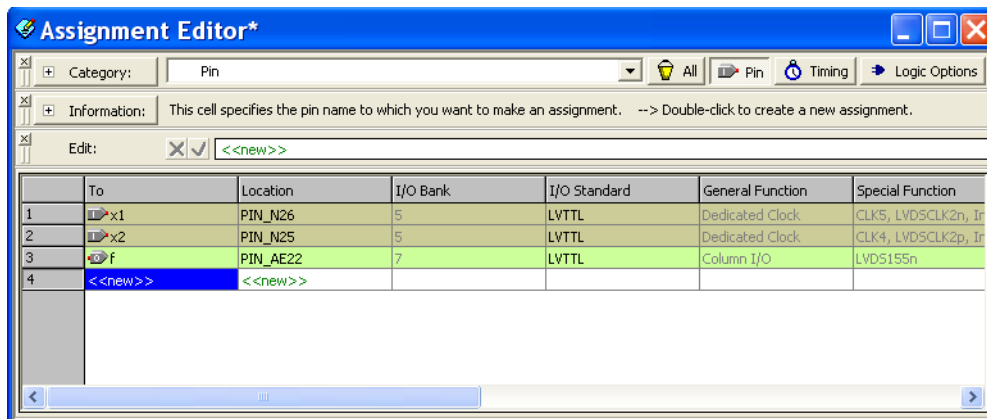 Assignment Editor*
Category: Pin All Pin Timing Logic Options
Information: This cell specifies the pin name to which you want to make an assignment. --> Double-click to create a new assignment.
Edit: <<new>>
To Location I/O Bank I/O Standard General Function Special Function
1 x1 PIN_N26 5 LVTTL Dedicated Clock CLK5, LVDSCLK2n, In
2 x2 PIN_N25 5 LVTTL Dedicated Clock CLK4, LVDSCLK2p, In
3 f PIN_AE22 7 LVTTL Column I/O LVDS155n
4 <<new>> <<new>>